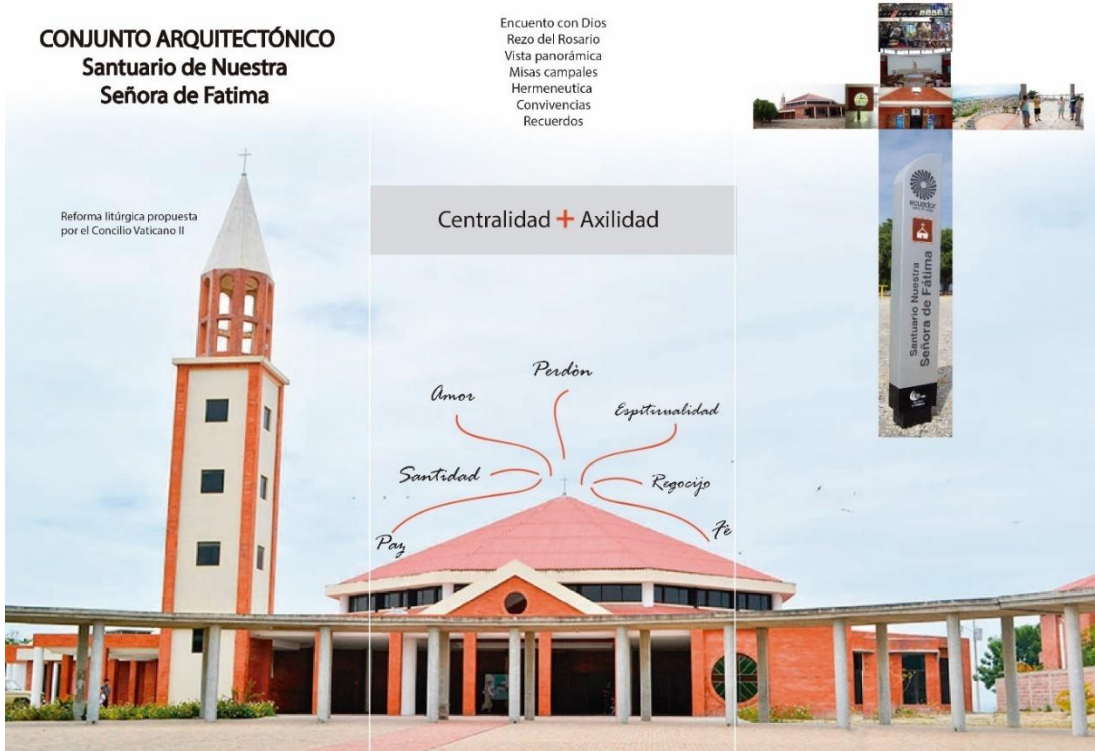 CONJUNTO ARQUITECTÓNICO
Santuario de Nuestra
Señora de Fatima
Encuento con Dios
Rezo del Rosario
Vista panorámica
Misas campales
Hermeneutica
Convivencias
Recuerdos
Reforma litúrgica propuesta
por el Concilio Vaticano II
Centralidad + Axilidad
ecuador
Santuario Nuestra
Señora de Fátima
Perdòn
Amor
Espitirualidad
Santidad
Regocijo
Paz
Fè